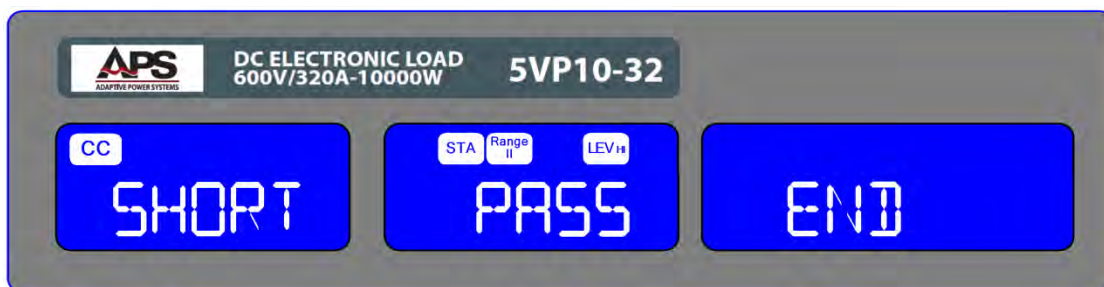 APS
ADAPTIVE POWER SYSTEMS
DC ELECTRONIC LOAD
600V/320A-10000W
5VP10-32
CC
SHORT
STA
Range
II
LEV HI
PASS
END